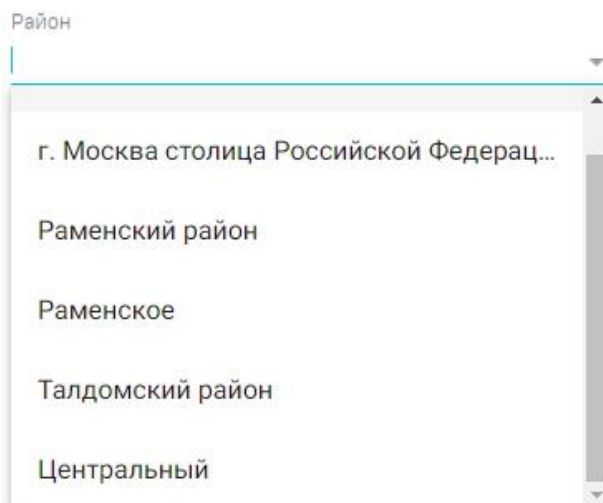 Район
г. Москва столица Российской Федерац...
Раменский район
Раменское
Талдомский район
Центральный